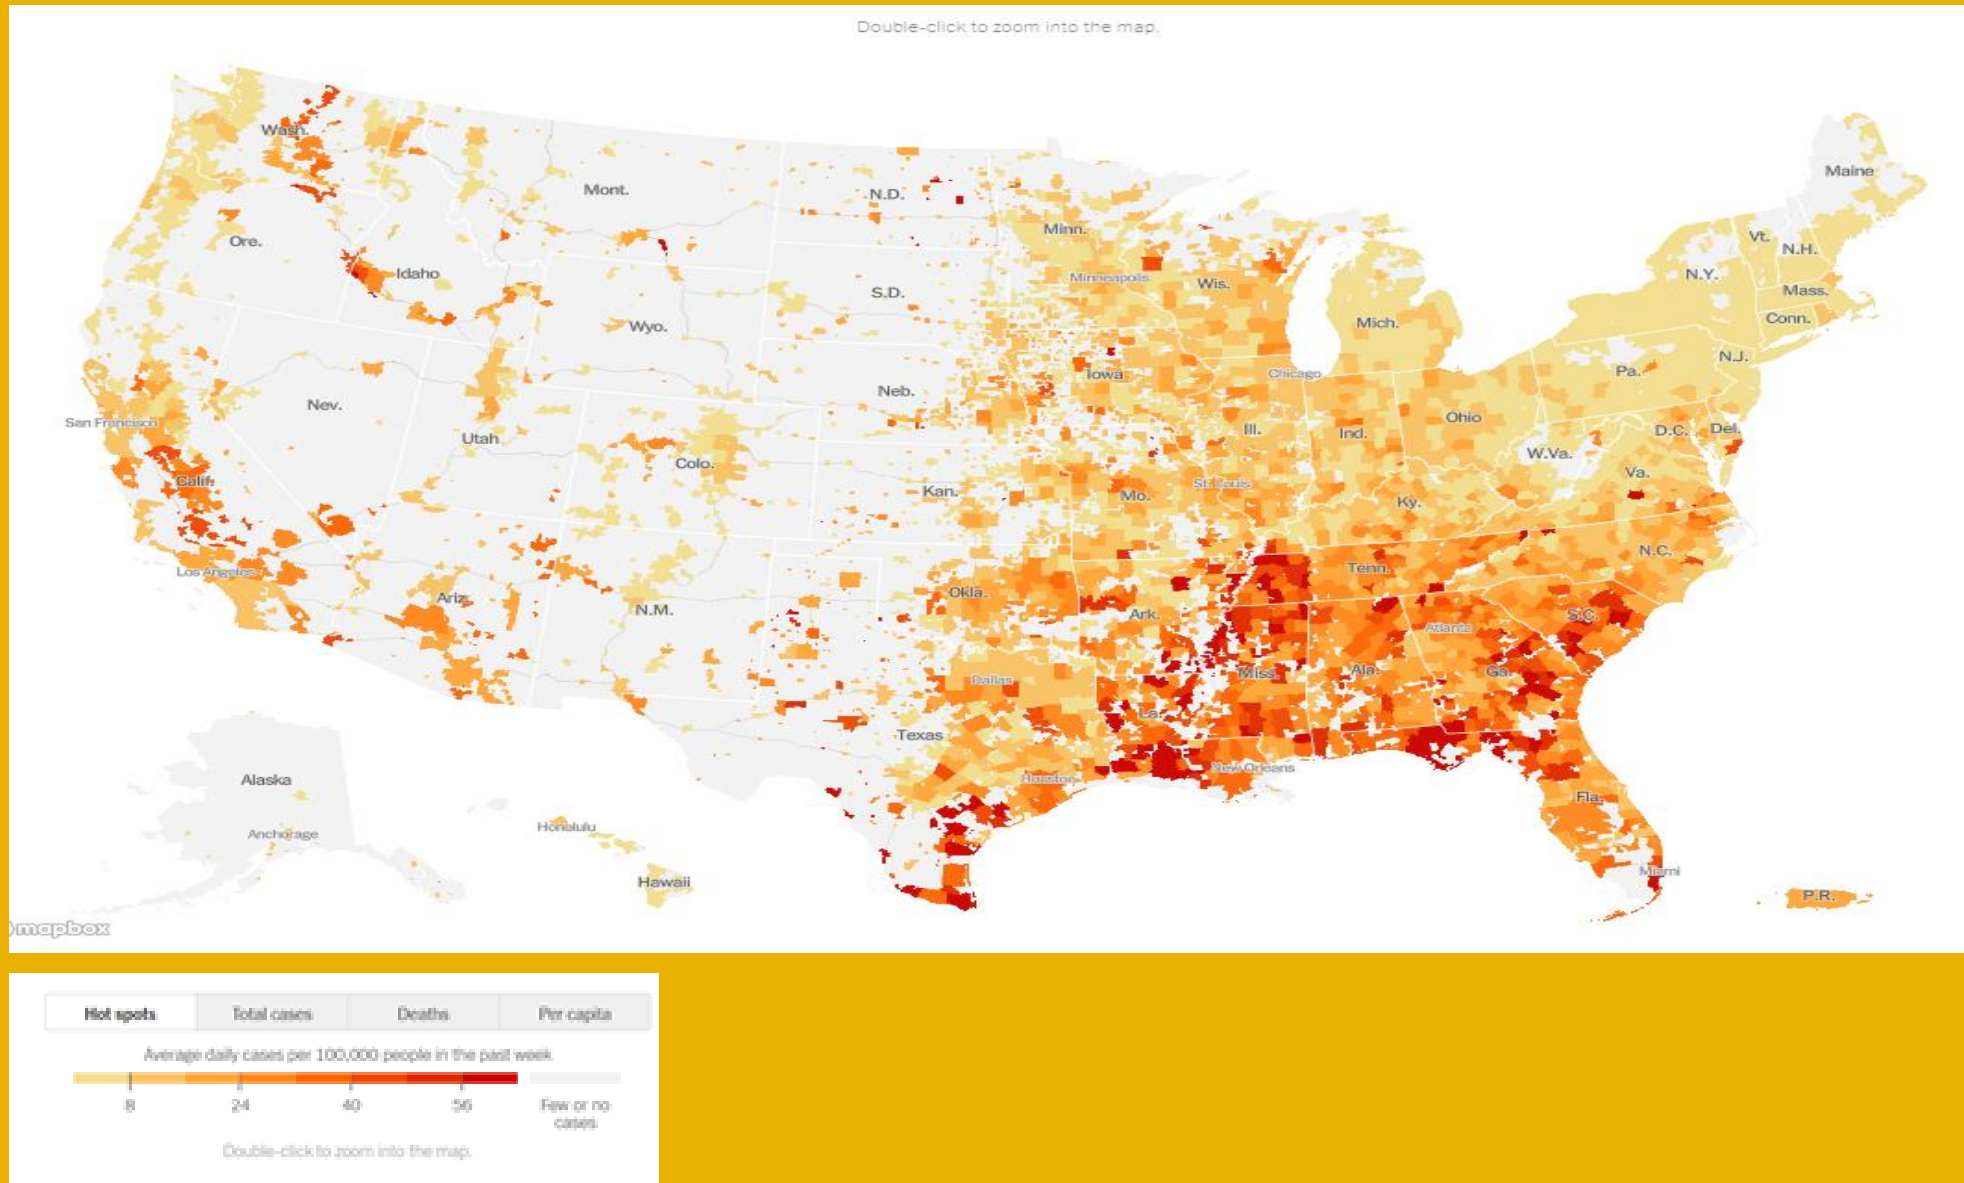 Double-click to zoom into the map.
Wash.
Mont.
N.D.
Minn.
Maine
Ore.
Idaho
Minneapolis
Wis.
Vt.
N.H.
N.Y.
Mass.
S.D.
Wyo.
Mich.
Conn.
Iowa
Chicago
N.J.
Pa.
Neb.
Nev.
San Francisco
Utah
Colo.
Ill.
Ind.
Ohio
D.C.
Del.
W.Va.
Va.
Calif.
Kan.
Mo.
St. Louis
Ky.
Los Angeles
Ariz.
N.M.
Okla.
Ark.
Tenn.
N.C.
S.C.
Atlanta
Dallas
Miss.
Ala.
Ga.
La.
Texas
Houston
New Orleans
Fla.
Miami
Alaska
Anchorage
Honolulu
Hawaii
P.R.
mapbox
Hot spots Total cases Deaths Per capita
Average daily cases per 100,000 people in the past week
8 24 40 56 Few or no
cases
Double-click to zoom into the map.